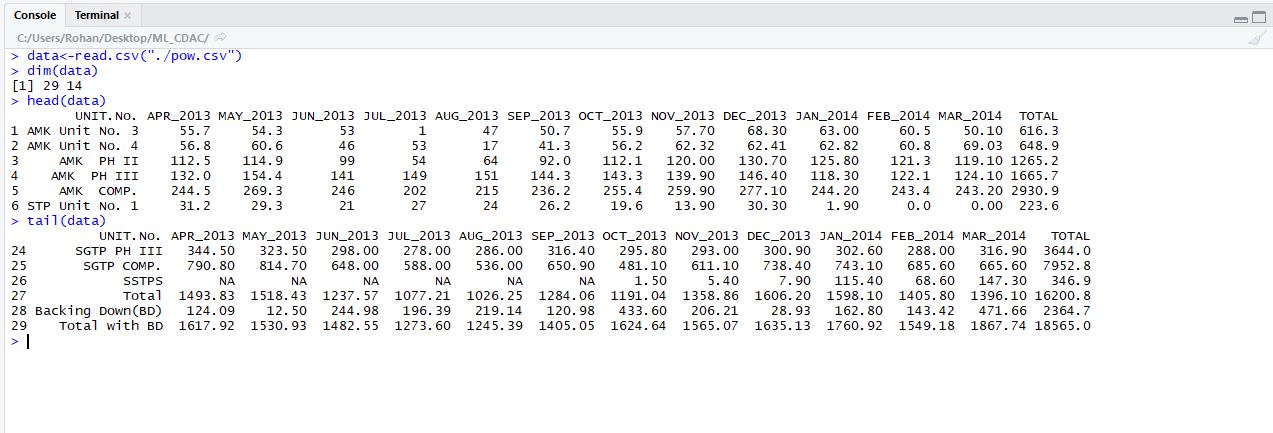 Console Terminal ×
C:/Users/Rohan/Desktop/ML_CDAC/
> data<-read.csv("./pow.csv")
> dim(data)
[1] 29 14
> head(data)
UNIT.No. APR_2013 MAY_2013 JUN_2013 JUL_2013 AUG_2013 SEP_2013 OCT_2013 NOV_2013 DEC_2013 JAN_2014 FEB_2014 MAR_2014 TOTAL
1 AMK Unit No. 3 55.7 54.3 53 1 47 50.7 55.9 57.70 68.30 63.00 60.5 50.10 616.3
2 AMK Unit No. 4 56.8 60.6 46 53 17 41.3 56.2 62.32 62.41 62.82 60.8 69.03 648.9
3 AMK PH II 112.5 114.9 99 54 64 92.0 112.1 120.00 130.70 125.80 121.3 119.10 1265.2
4 AMK PH III 132.0 154.4 141 149 151 144.3 143.3 139.90 146.40 118.30 122.1 124.10 1665.7
5 AMK COMP. 244.5 269.3 246 202 215 236.2 255.4 259.90 277.10 244.20 243.4 243.20 2930.9
6 STP Unit No. 1 31.2 29.3 21 27 24 26.2 19.6 13.90 30.30 1.90 0.0 0.00 223.6
> tail(data)
UNIT.No. APR_2013 MAY_2013 JUN_2013 JUL_2013 AUG_2013 SEP_2013 OCT_2013 NOV_2013 DEC_2013 JAN_2014 FEB_2014 MAR_2014 TOTAL
24 SGTP PH III 344.50 323.50 298.00 278.00 286.00 316.40 295.80 293.00 300.90 302.60 288.00 316.90 3644.0
25 SGTP COMP. 790.80 814.70 648.00 588.00 536.00 650.90 481.10 611.10 738.40 743.10 685.60 665.60 7952.8
26 SSTPS NA NA NA NA NA NA 1.50 5.40 7.90 115.40 68.60 147.30 346.9
27 Total 1493.83 1518.43 1237.57 1077.21 1026.25 1284.06 1191.04 1358.86 1606.20 1598.10 1405.80 1396.10 16200.8
28 Backing Down(BD) 124.09 12.50 244.98 196.39 219.14 120.98 433.60 206.21 28.93 162.80 143.42 471.66 2364.7
29 Total with BD 1617.92 1530.93 1482.55 1273.60 1245.39 1405.05 1624.64 1565.07 1635.13 1760.92 1549.18 1867.74 18565.0
>